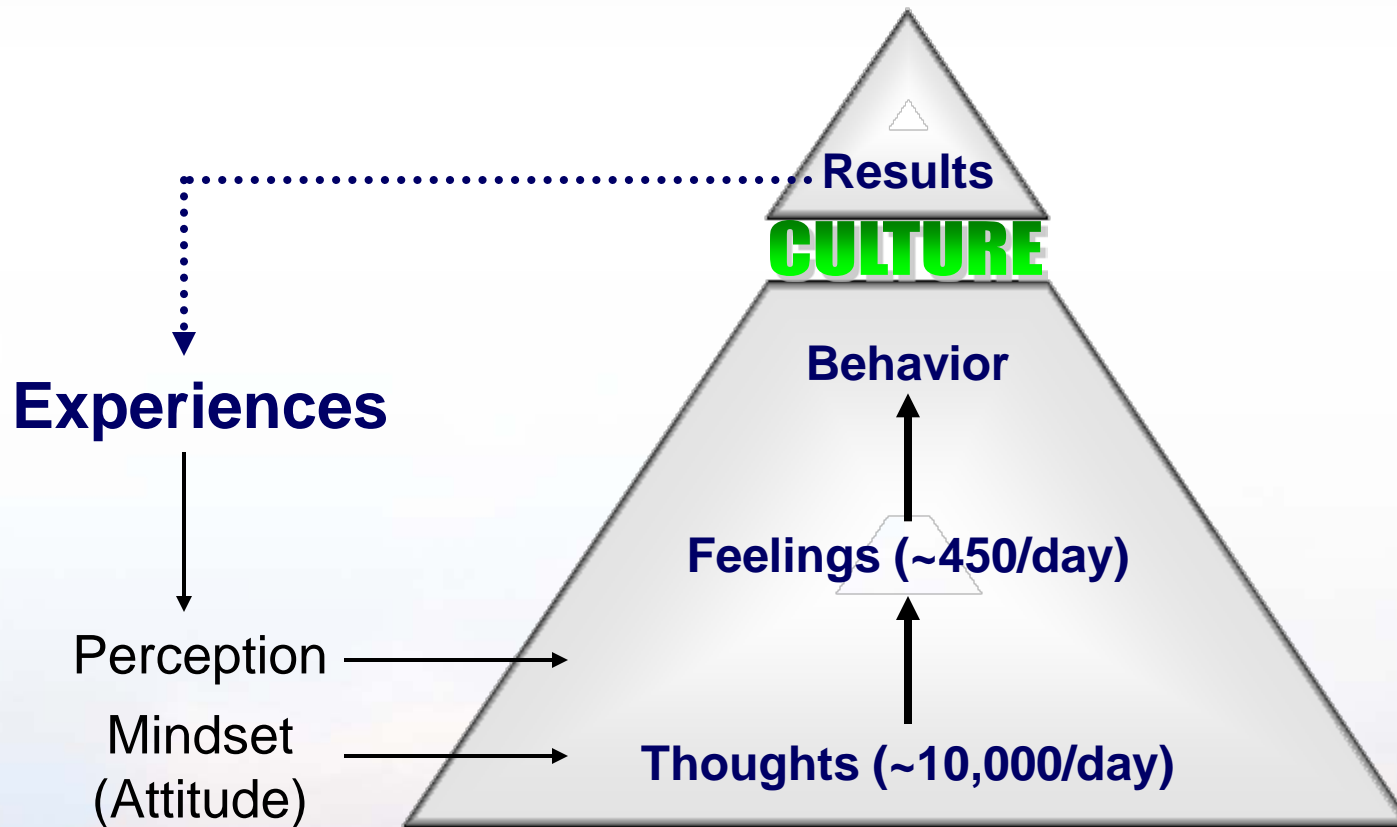 Results
CULTURE
Behavior
Experiences
Feelings (~450/day)
Perception
Mindset
(Attitude)
Thoughts (~10,000/day)